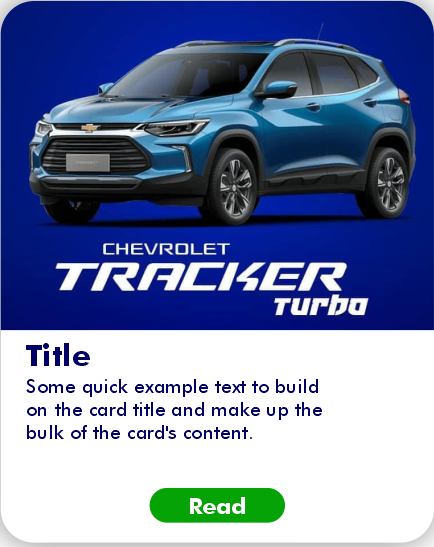 CHEVROLET
TRACKER
Turbo
Title
Some quick example text to build
on the card title and make up the
bulk of the card's content.
Read